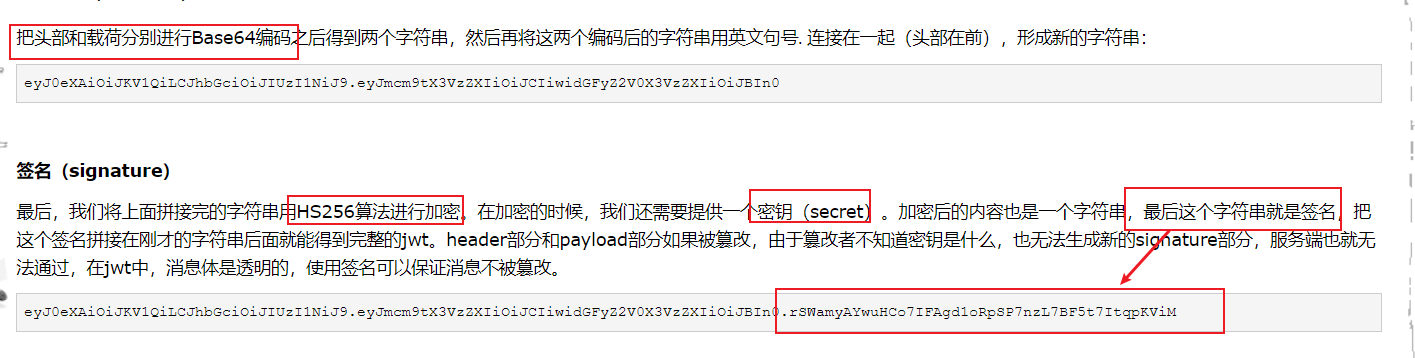 把头部和载荷分别进行Base64编码之后得到两个字符串，然后再将这两个编码后的字符串用英文句号. 连接在一起（头部在前），形成新的字符串：
eyJ0eXAiOiJKV1QiLCJhbGciOiJIUzI1NiJ9.eyJmcm9tX3VzZXIiOiJCIiwidGFyZ2V0X3VzZXIiOiJBIn0
签名（signature）
最后，我们将上面拼接完的字符串用HS256算法进行加密。在加密的时候，我们还需要提供一个密钥（secret）。加密后的内容也是一个字符串，最后这个字符串就是签名，把
这个签名拼接在刚才的字符串后面就能得到完整的jwt。header部分和payload部分如果被篡改，由于篡改者不知道密钥是什么，也无法生成新的signature部分，服务端也就无
法通过，在jwt中，消息体是透明的，使用签名可以保证消息不被篡改。
eyJ0eXAiOiJKV1QiLCJhbGciOiJIUzI1NiJ9.eyJmcm9tX3VzZXIiOiJCIiwidGFyZ2V0X3VzZXIiOiJBIn0.rSWamyAYwuHCo7IFAgd1oRpSP7nzL7BF5t7ItqpKViM